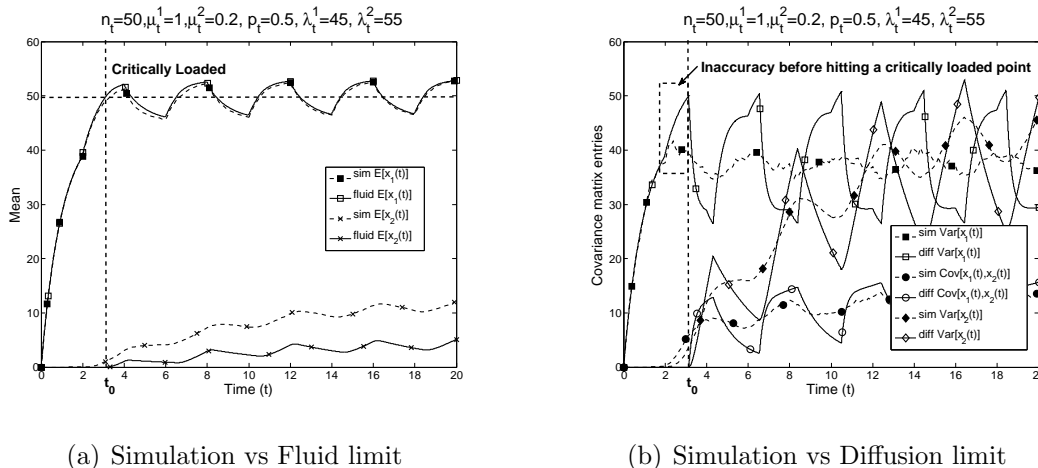 n_t=50,μ_t^1=1,μ_t^2=0.2, p_t=0.5, λ_t^1=45, λ_t^2=55
Critically Loaded
Mean
60
50
40
30
20
10
0
sim E[x_1(t)]
fluid E[x_1(t)]
sim E[x_2(t)]
fluid E[x_2(t)]
0 2 4 6 8 10 12 14 16 18 20
t_0
Time (t)
(a) Simulation vs Fluid limit
n_t=50,μ_t^1=1,μ_t^2=0.2, p_t=0.5, λ_t^1=45, λ_t^2=55
Inaccuracy before hitting a critically loaded point
Covariance matrix entries
60
50
40
30
20
10
0
sim Var[x_1(t)]
diff Var[x_1(t)]
sim Cov[x_1(t),x_2(t)]
diff Cov[x_1(t),x_2(t)]
sim Var[x_2(t)]
diff Var[x_2(t)]
0 2 4 6 8 10 12 14 16 18 20
t_0
Time (t)
(b) Simulation vs Diffusion limit